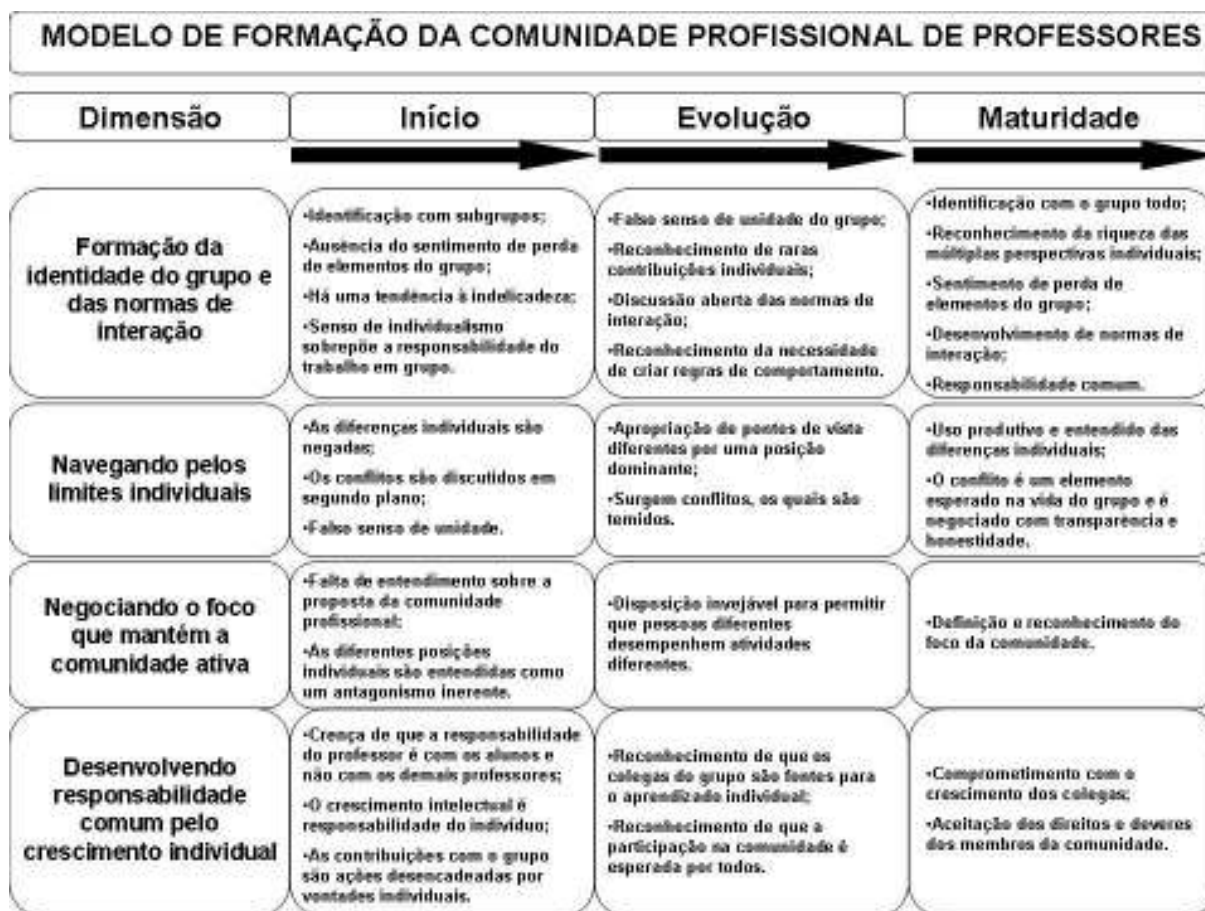 MODELO DE FORMAÇÃO DA COMUNIDADE PROFISSIONAL DE PROFESSORES
Dimensão
Início
Evolução
Maturidade
Formação da
identidade do grupo e
das normas de
interação
•Identificação com subgrupos;
•Ausência do sentimento de perda
de elementos do grupo;
•Há uma tendência à indelicadeza;
•Senso de individualismo
sobrepõe a responsabilidade do
trabalho em grupo.
•Falso senso de unidade do grupo;
•Reconhecimento de raras
contribuições individuais;
•Discussão aberta das normas de
interação;
•Reconhecimento da necessidade
de criar regras de comportamento.
•Identificação com o grupo todo;
•Reconhecimento da riqueza das
múltiplas perspectivas individuais;
•Sentimento de perda de
elementos do grupo;
•Desenvolvimento de normas de
interação;
•Responsabilidade comum.
Navegando pelos
limites individuais
•As diferenças individuais são
negadas;
•Os conflitos são discutidos em
segundo plano;
•Falso senso de unidade.
•Apropriação de pontos de vista
diferentes por uma posição
dominante;
•Surgem conflitos, os quais são
temidos.
•Uso produtivo e entendido das
diferenças individuais;
•O conflito é um elemento
esperado na vida do grupo e é
negociado com transparência e
honestidade.
Negociando o foco
que mantém a
comunidade ativa
•Falta de entendimento sobre a
proposta da comunidade
profissional;
•As diferentes posições
individuais são entendidas como
um antagonismo inerente.
•Disposição invejável para permitir
que pessoas diferentes
desempenhem atividades
diferentes.
•Definição e reconhecimento do
foco da comunidade.
Desenvolvendo
responsabilidade
comum pelo
crescimento individual
•Crença de que a responsabilidade
do professor é com os alunos e
não com os demais professores;
•O crescimento intelectual é
responsabilidade do indivíduo;
•As contribuições com o grupo
são ações desencadeadas por
vontades individuais.
•Reconhecimento de que os
colegas do grupo são fontes para
o aprendizado individual;
•Reconhecimento de que a
participação na comunidade é
esperada por todos.
•Comprometimento com o
crescimento dos colegas;
•Aceitação dos direitos e deveres
dos membros da comunidade.